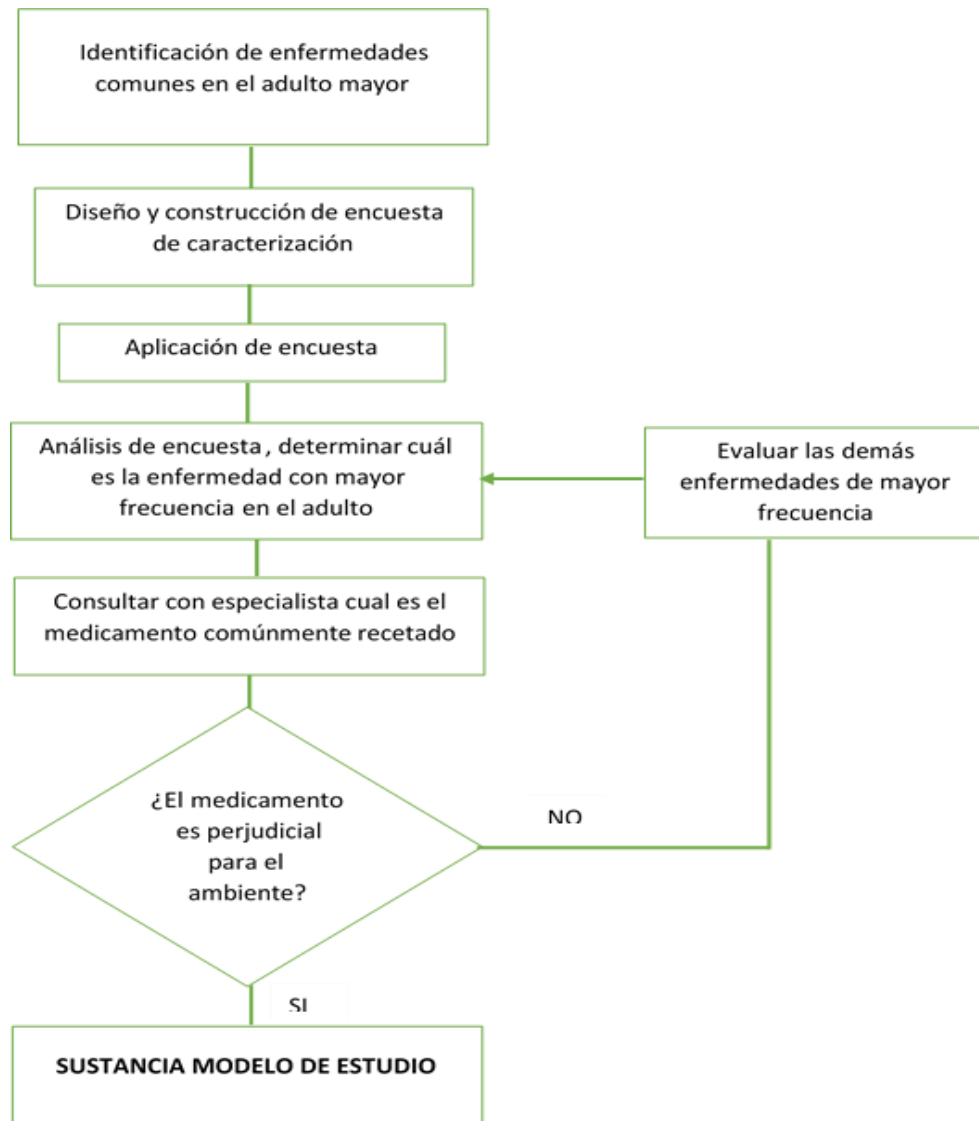 Identificación de enfermedades
comunes en el adulto mayor
Diseño y construcción de encuesta
de caracterización
Aplicación de encuesta
Análisis de encuesta , determinar cuál
es la enfermedad con mayor
frecuencia en el adulto
Evaluar las demás
enfermedades de mayor
frecuencia
Consultar con especialista cual es el
medicamento comúnmente recetado
¿El medicamento
es perjudicial
para el
ambiente?
NO
SI
SUSTANCIA MODELO DE ESTUDIO